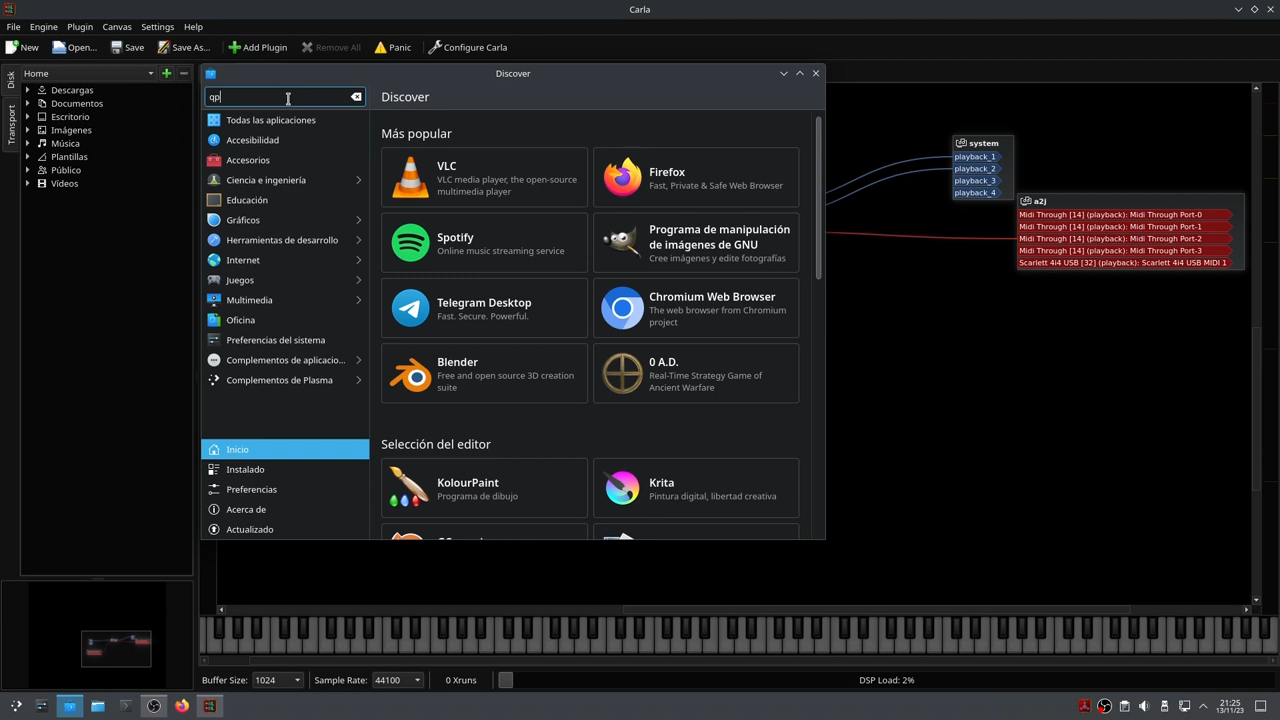 Carla
File Engine Plugin Canvas Settings Help
New Open... Save Save As... Add Plugin Remove All Panic Configure Carla
Disk
Transport
Home
Descargas
Documentos
Escritorio
Imágenes
Música
Plantillas
Público
Vídeos
Discover
qp
Discover
Todas las aplicaciones
Accesibilidad
Accesorios
Ciencia e ingeniería
Educación
Gráficos
Herramientas de desarrollo
Internet
Juegos
Multimedia
Oficina
Preferencias del sistema
Complementos de aplicacio...
Complementos de Plasma
Inicio
Instalado
Preferencias
Acerca de
Actualizado
Más popular
VLC
VLC media player, the open-source
multimedia player
Firefox
Fast, Private & Safe Web Browser
Spotify
Online music streaming service
Programa de manipulación
de imágenes de GNU
Cree imágenes y edite fotografías
Telegram Desktop
Fast. Secure. Powerful.
Chromium Web Browser
The web browser from Chromium
project
Blender
Free and open source 3D creation
suite
0 A.D.
Real-Time Strategy Game of
Ancient Warfare
Selección del editor
KolourPaint
Programa de dibujo
Krita
Pintura digital, libertad creativa
system
playback_1
playback_2
playback_3
playback_4
a2j
Midi Through [14] (playback): Midi Through Port-0
Midi Through [14] (playback): Midi Through Port-1
Midi Through [14] (playback): Midi Through Port-2
Midi Through [14] (playback): Midi Through Port-3
Scarlett 4i4 USB [32] (playback): Scarlett 4i4 USB MIDI 1
Buffer Size: 1024 Sample Rate: 44100 0 Xruns DSP Load: 2%
21:25
13/11/23